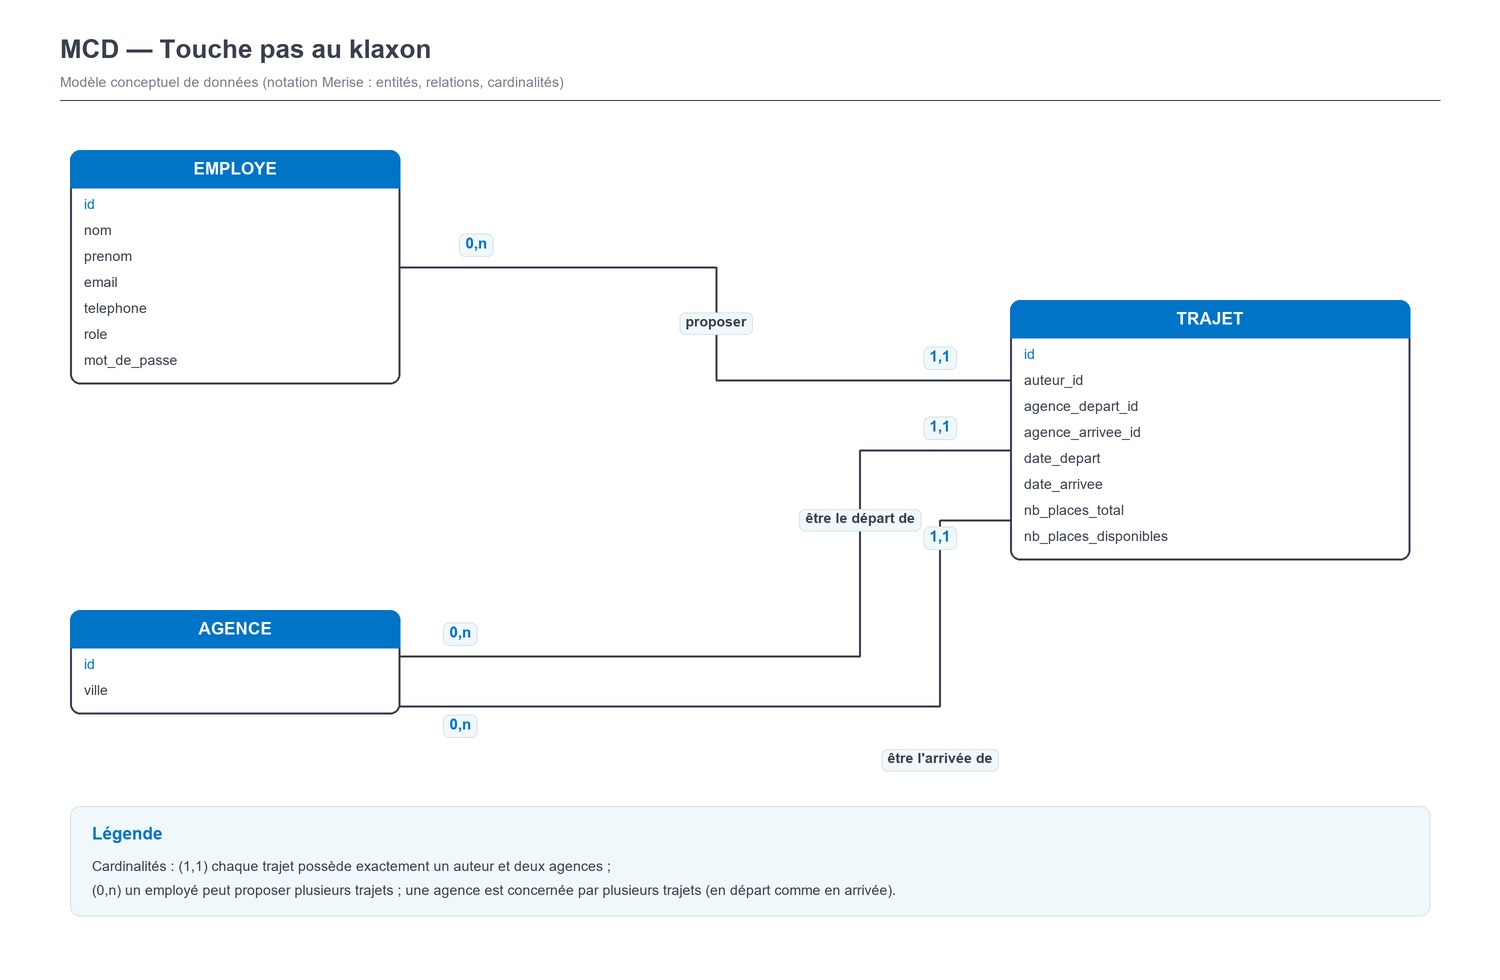 MCD — Touche pas au klaxon
Modèle conceptuel de données (notation Merise : entités, relations, cardinalités)
EMPLOYE
id
nom
prenom
email
telephone
role
mot_de_passe
0,n
proposer
1,1
TRAJET
id
auteur_id
agence_depart_id
agence_arrivee_id
date_depart
date_arrivee
nb_places_total
nb_places_disponibles
1,1
être le départ de
1,1
AGENCE
id
ville
0,n
0,n
être l'arrivée de
Légende
Cardinalités : (1,1) chaque trajet possède exactement un auteur et deux agences ;
(0,n) un employé peut proposer plusieurs trajets ; une agence est concernée par plusieurs trajets (en départ comme en arrivée).